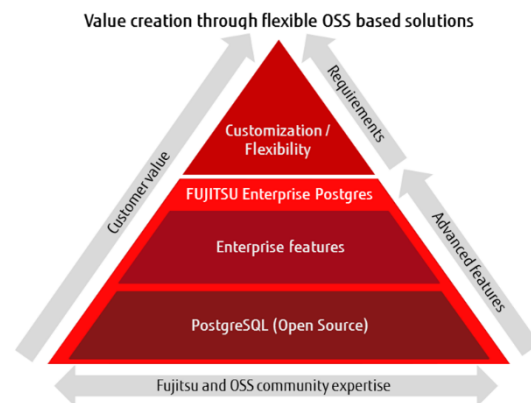 Value creation through flexible OSS based solutions
Customization /
Flexibility
Requirements
Customer value
FUJITSU Enterprise Postgres
Enterprise features
Advanced features
PostgreSQL (Open Source)
Fujitsu and OSS community expertise